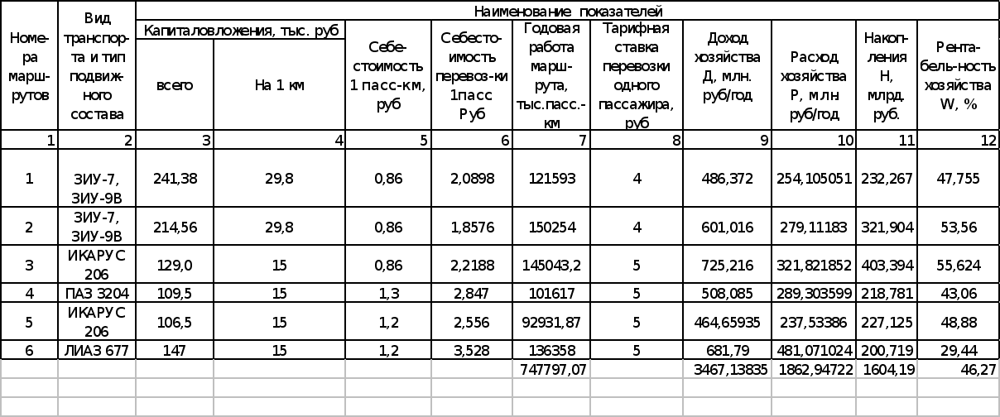 Наименование показателей
Номе-
ра
марш-
рутов
Вид
транспор-
та и тип
подвиж-
ного
состава
Капиталовложения, тыс. руб
всего
На 1 км
Себе-
стоимость
1 пасс-км,
руб
Себесто-
имость
перевоз-ки
1пасс
Руб
Годовая
работа
марш-
рута,
тыс.пасс.-
км
Тарифная
ставка
перевозки
одного
пассажира,
руб
Доход
хозяйства
Д, млн.
руб/год
Расход
хозяйства
Р, млн
руб/год
Накоп-
ления
Н,
млрд.
руб.
Рента-
бель-ность
хозяйства
W, %
1 2 3 4 5 6 7 8 9 10 11 12
1 ЗИУ-7, 241,38 29,8 0,86 2,0898 121593 4 486,372 254,105051 232,267 47,755
ЗИУ-9В
ЗИУ-7,
2 ЗИУ-9В 214,56 29,8 0,86 1,8576 150254 4 601,016 279,11183 321,904 53,56
ИКАРУС
3 206 129,0 15 0,86 2,2188 145043,2 5 725,216 321,821852 403,394 55,624
4 ПАЗ 3204 109,5 15 1,3 2,847 101617 5 508,085 289,303599 218,781 43,06
ИКАРУС
5 206 106,5 15 1,2 2,556 92931,87 5 464,65935 237,53386 227,125 48,88
6 ЛИАЗ 677 147 15 1,2 3,528 136358 5 681,79 481,071024 200,719 29,44
747797,07 3467,13835 1862,94722 1604,19 46,27